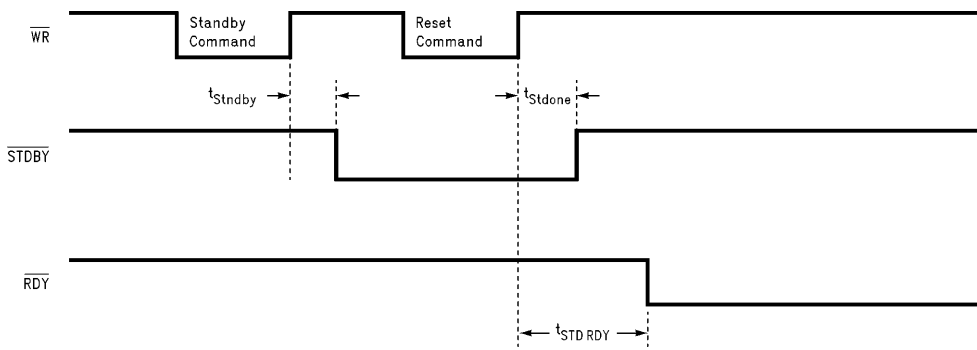 WR
Standby
Command
Reset
Command
tStndby
tStdone
STDBY
RDY
tSTD RDY